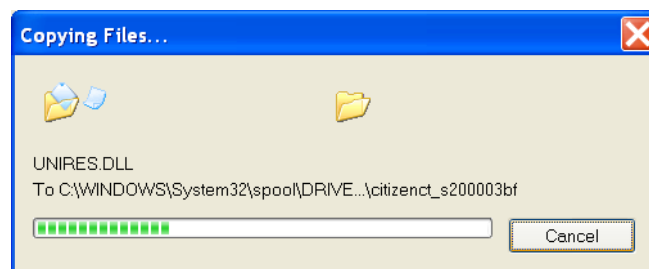 Copying Files...
UNIRES.DLL
To C:\WINDOWS\System32\spool\DRIVE...\citizenct_s200003bf
Cancel